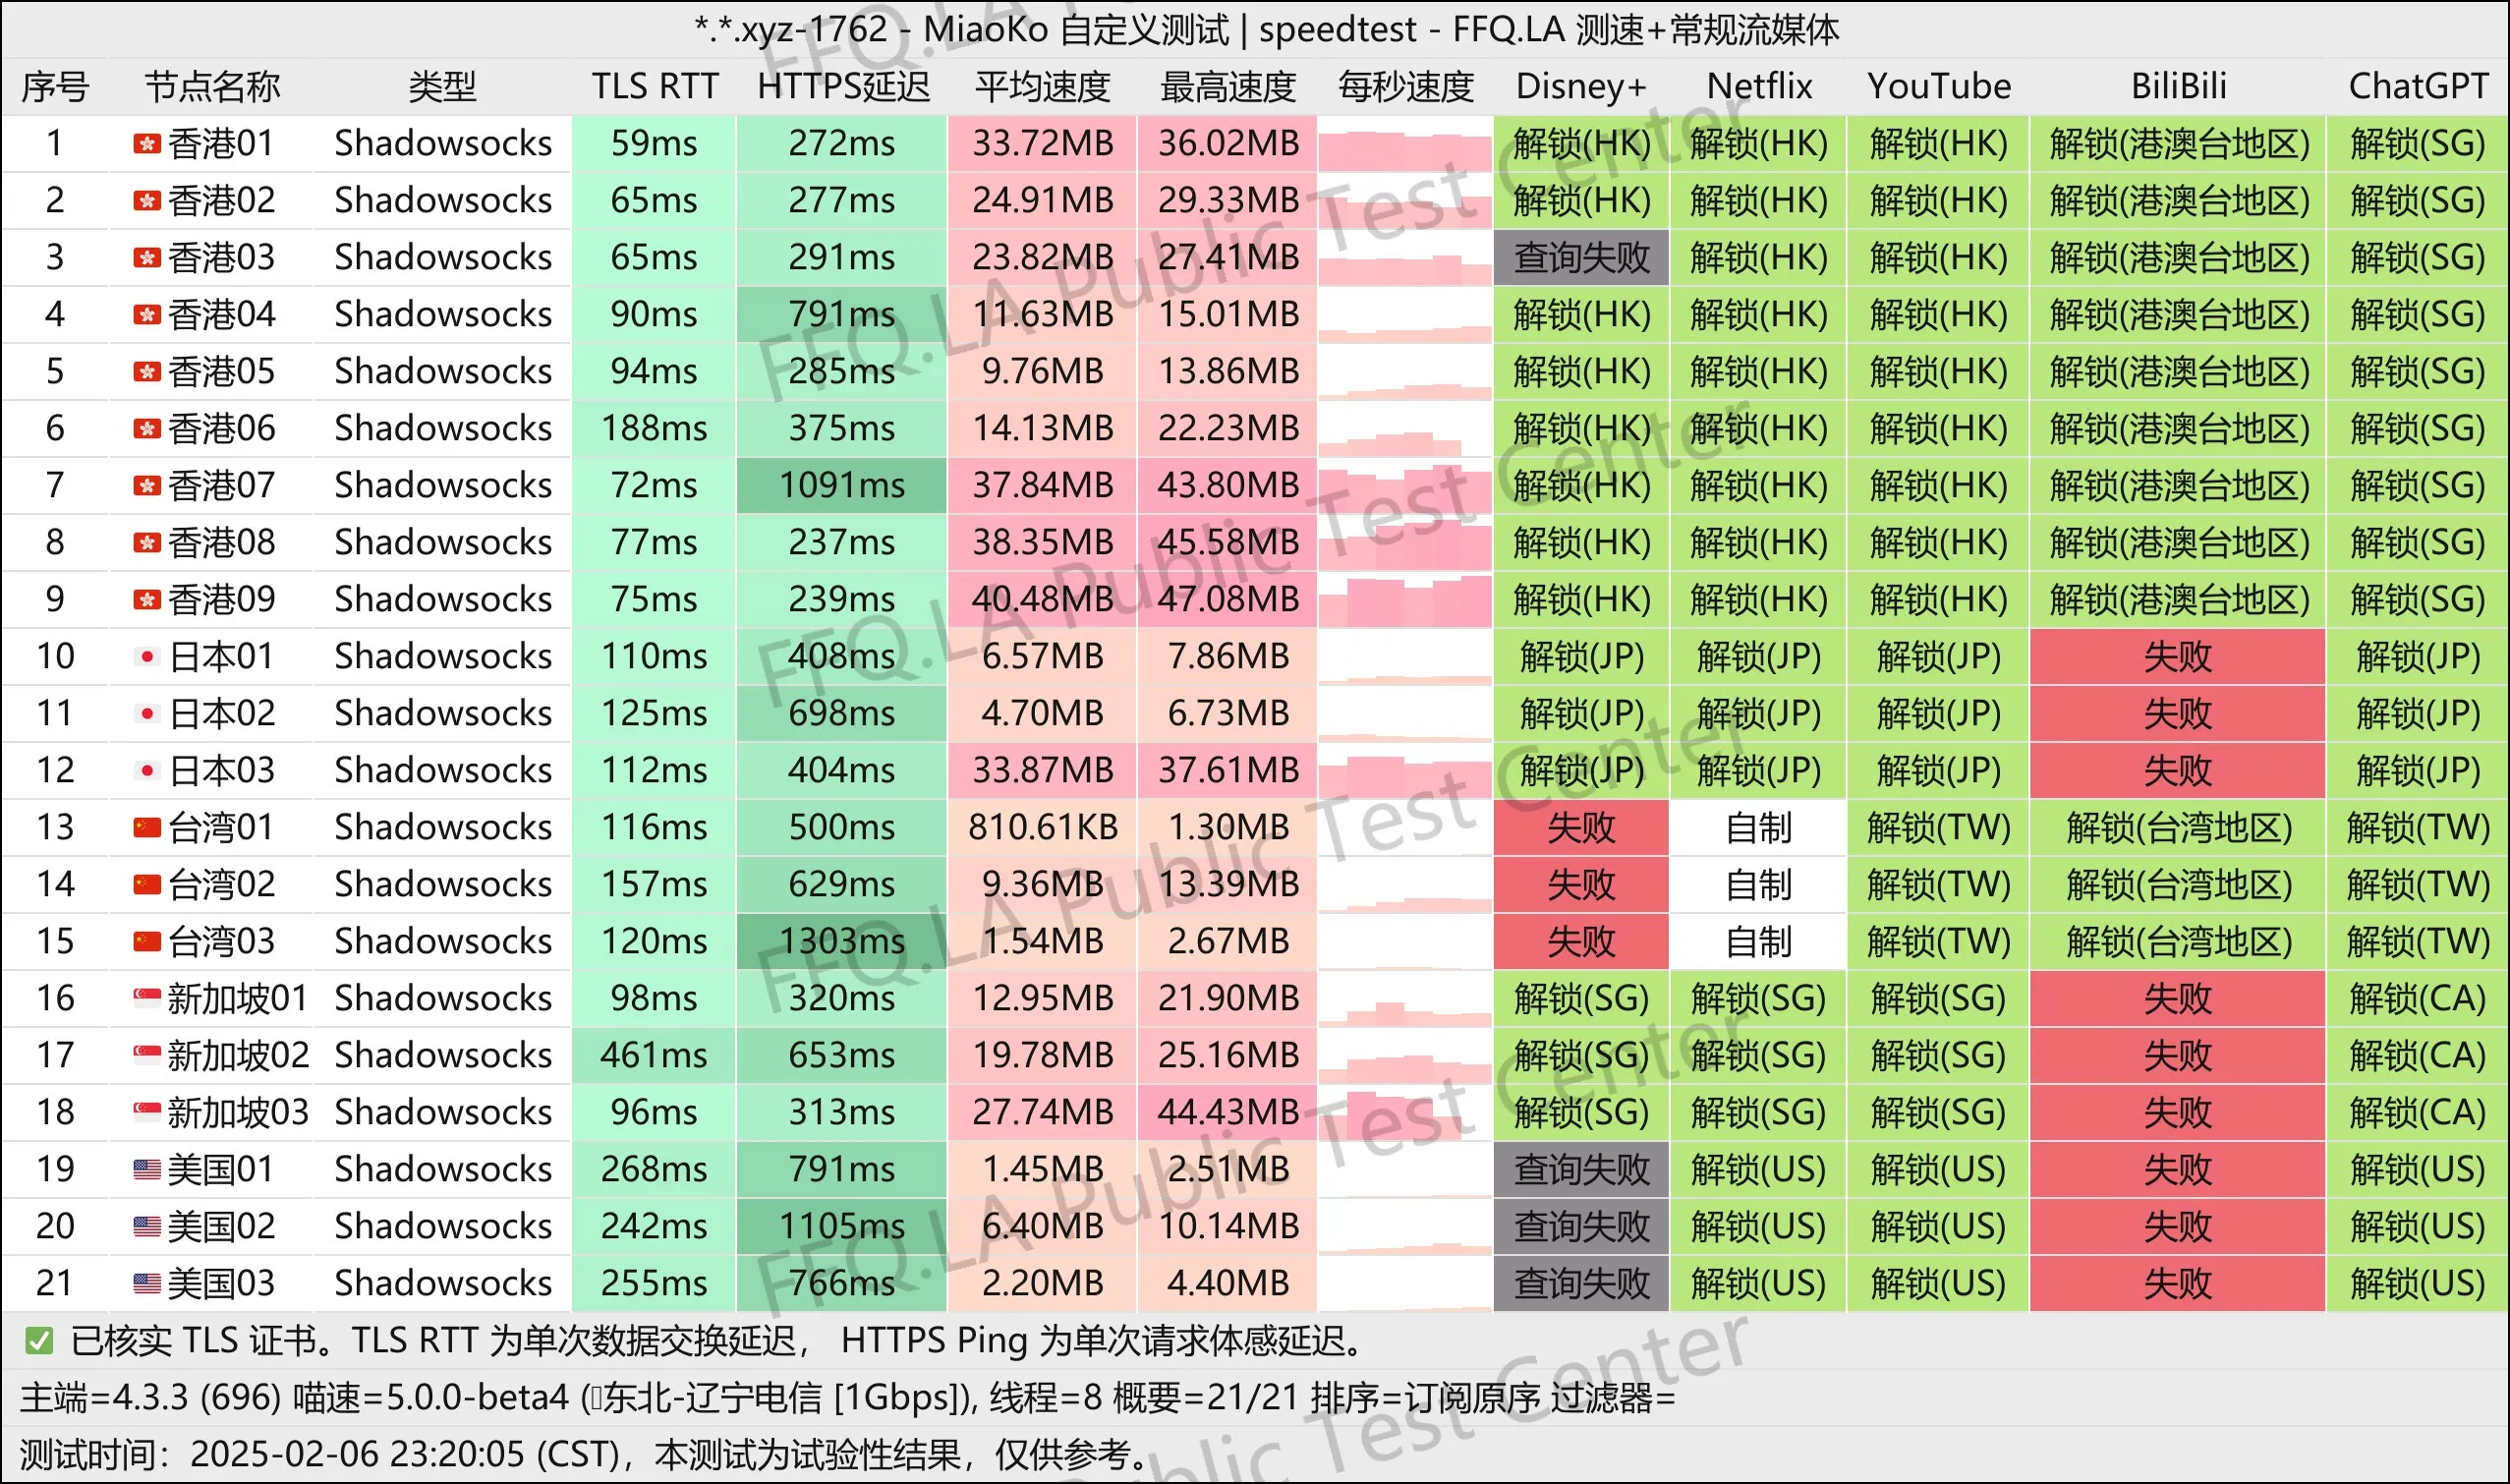 *.*.xyz-1762 - MiaoKo 自定义测试 | speedtest - FFQ.LA 测速+常规流媒体
序号 节点名称 类型 TLS RTT HTTPS延迟 平均速度 最高速度 每秒速度 Disney+ Netflix YouTube BiliBili ChatGPT
1 香港01 Shadowsocks 59ms 272ms 33.72MB 36.02MB 解锁(HK) 解锁(HK) 解锁(HK) 解锁(港澳台地区) 解锁(SG)
2 香港02 Shadowsocks 65ms 277ms 24.91MB 29.33MB 解锁(HK) 解锁(HK) 解锁(HK) 解锁(港澳台地区) 解锁(SG)
3 香港03 Shadowsocks 65ms 291ms 23.82MB 27.41MB 查询失败 解锁(HK) 解锁(HK) 解锁(港澳台地区) 解锁(SG)
4 香港04 Shadowsocks 90ms 791ms 11.63MB 15.01MB 解锁(HK) 解锁(HK) 解锁(HK) 解锁(港澳台地区) 解锁(SG)
5 香港05 Shadowsocks 94ms 285ms 9.76MB 13.86MB 解锁(HK) 解锁(HK) 解锁(HK) 解锁(港澳台地区) 解锁(SG)
6 香港06 Shadowsocks 188ms 375ms 14.13MB 22.23MB 解锁(HK) 解锁(HK) 解锁(HK) 解锁(港澳台地区) 解锁(SG)
7 香港07 Shadowsocks 72ms 1091ms 37.84MB 43.80MB 解锁(HK) 解锁(HK) 解锁(HK) 解锁(港澳台地区) 解锁(SG)
8 香港08 Shadowsocks 77ms 237ms 38.35MB 45.58MB 解锁(HK) 解锁(HK) 解锁(HK) 解锁(港澳台地区) 解锁(SG)
9 香港09 Shadowsocks 75ms 239ms 40.48MB 47.08MB 解锁(HK) 解锁(HK) 解锁(HK) 解锁(港澳台地区) 解锁(SG)
10 日本01 Shadowsocks 110ms 408ms 6.57MB 7.86MB 解锁(JP) 解锁(JP) 解锁(JP) 失败 解锁(JP)
11 日本02 Shadowsocks 125ms 698ms 4.70MB 6.73MB 解锁(JP) 解锁(JP) 解锁(JP) 失败 解锁(JP)
12 日本03 Shadowsocks 112ms 404ms 33.87MB 37.61MB 解锁(JP) 解锁(JP) 解锁(JP) 失败 解锁(JP)
13 台湾01 Shadowsocks 116ms 500ms 810.61KB 1.30MB 失败 自制 解锁(TW) 解锁(台湾地区) 解锁(TW)
14 台湾02 Shadowsocks 157ms 629ms 9.36MB 13.39MB 失败 自制 解锁(TW) 解锁(台湾地区) 解锁(TW)
15 台湾03 Shadowsocks 120ms 1303ms 1.54MB 2.67MB 失败 自制 解锁(TW) 解锁(台湾地区) 解锁(TW)
16 新加坡01 Shadowsocks 98ms 320ms 12.95MB 21.90MB 解锁(SG) 解锁(SG) 解锁(SG) 失败 解锁(CA)
17 新加坡02 Shadowsocks 461ms 653ms 19.78MB 25.16MB 解锁(SG) 解锁(SG) 解锁(SG) 失败 解锁(CA)
18 新加坡03 Shadowsocks 96ms 313ms 27.74MB 44.43MB 解锁(SG) 解锁(SG) 解锁(SG) 失败 解锁(CA)
19 美国01 Shadowsocks 268ms 791ms 1.45MB 2.51MB 查询失败 解锁(US) 解锁(US) 失败 解锁(US)
20 美国02 Shadowsocks 242ms 1105ms 6.40MB 10.14MB 查询失败 解锁(US) 解锁(US) 失败 解锁(US)
21 美国03 Shadowsocks 255ms 766ms 2.20MB 4.40MB 查询失败 解锁(US) 解锁(US) 失败 解锁(US)
✅ 已核实 TLS 证书。TLS RTT 为单次数据交换延迟， HTTPS Ping 为单次请求体感延迟。
主端=4.3.3 (696) 喵速=5.0.0-beta4 (东北-辽宁电信 [1Gbps]), 线程=8 概要=21/21 排序=订阅原序 过滤器=
测试时间：2025-02-06 23:20:05 (CST)，本测试为试验性结果，仅供参考。
FFQ.LA Public Test Center
FFQ.LA Public Test Center
FFQ.LA Public Test Center
FFQ.LA Public Test Center